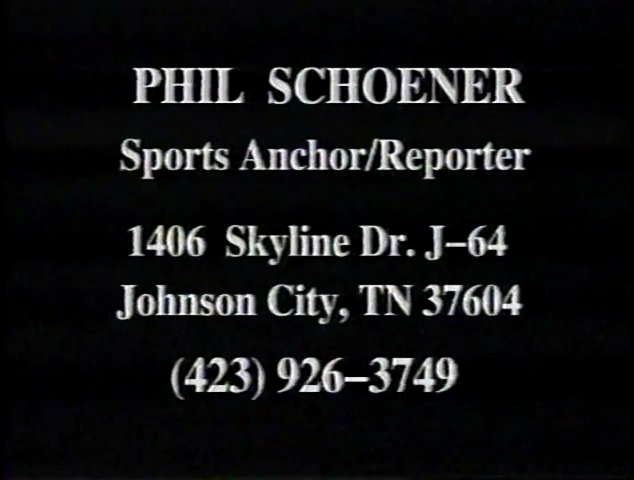 PHIL SCHOENER
Sports Anchor/Reporter
1406 Skyline Dr. J-64
Johnson City, TN 37604
(423) 926-3749